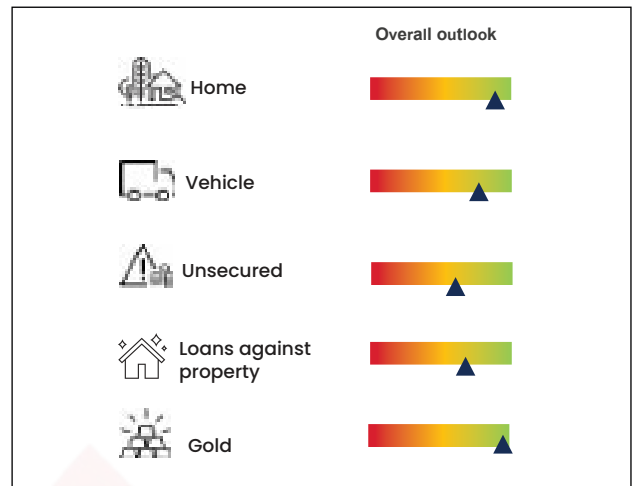 Overall outlook
Home
Vehicle
Unsecured
Loans against
property
Gold